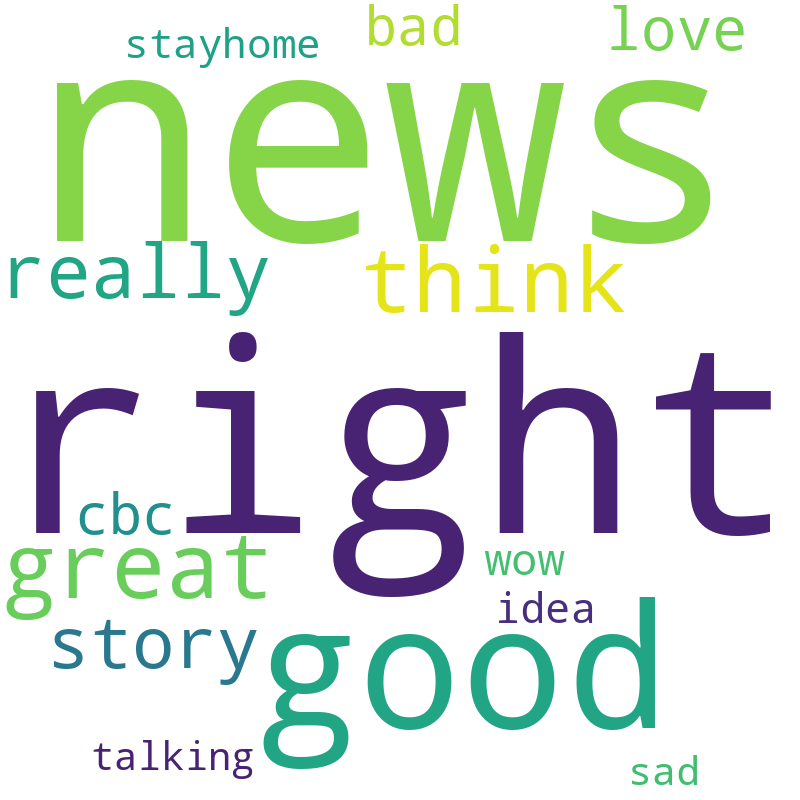 stayhome bad love
news
really think
right
cbc
great wow
idea
story good
talking sad